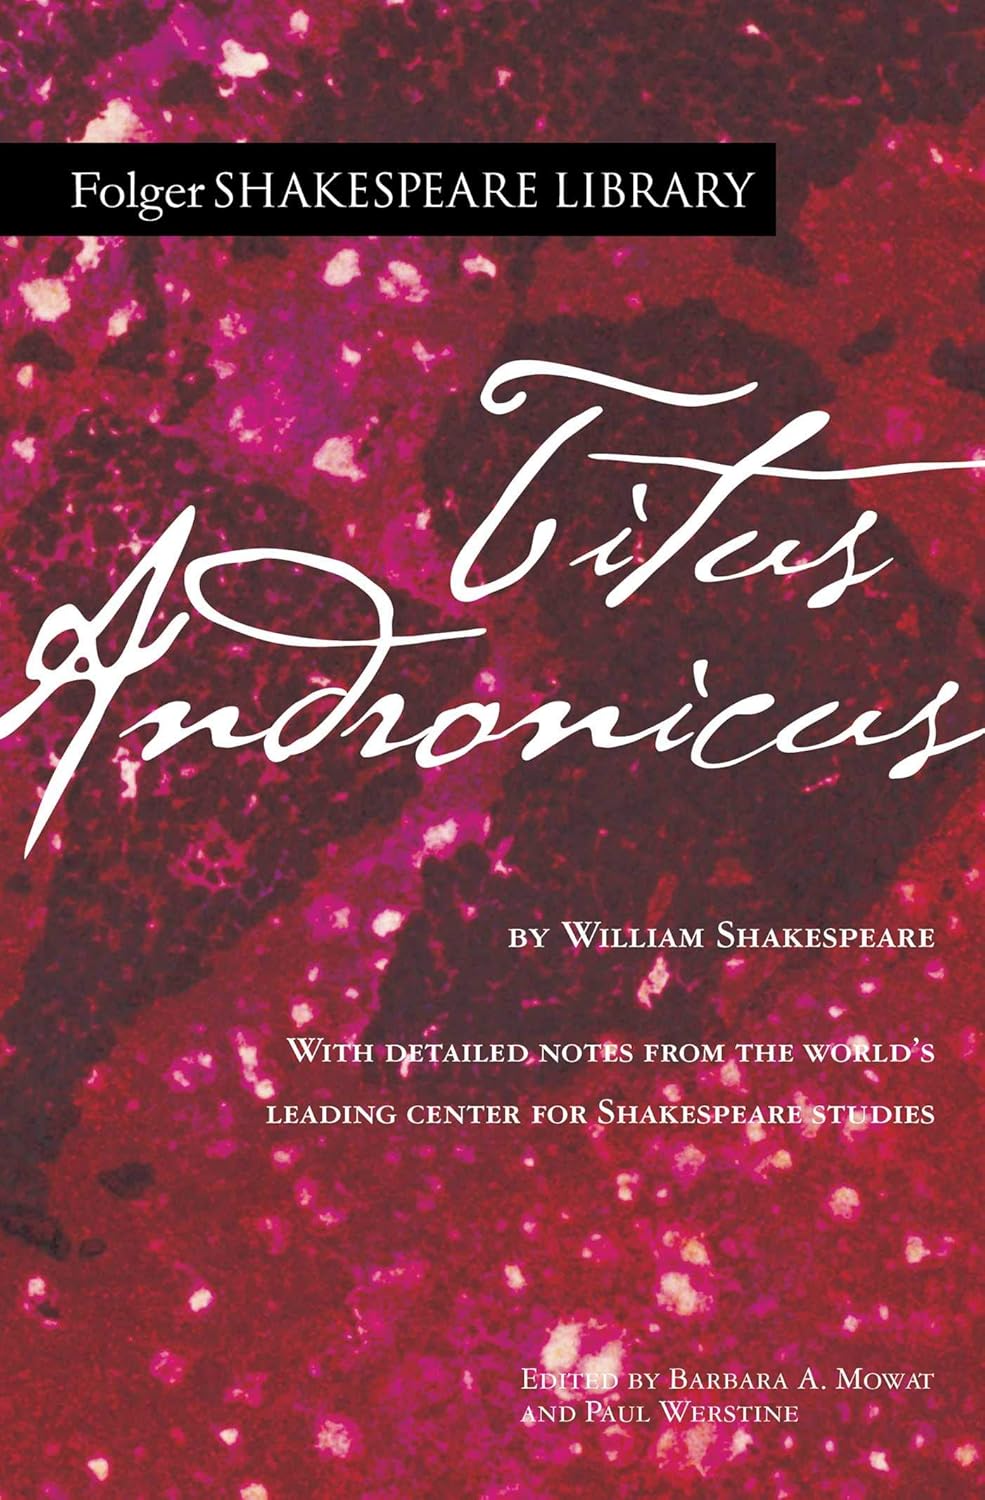 Folger SHAKESPEARE LIBRARY
Titus
Andronicus
BY WILLIAM SHAKESPEARE
WITH DETAILED NOTES FROM THE WORLD'S
LEADING CENTER FOR SHAKESPEARE STUDIES
EDITED BY BARBARA A. MOWAT
AND PAUL WERSTINE